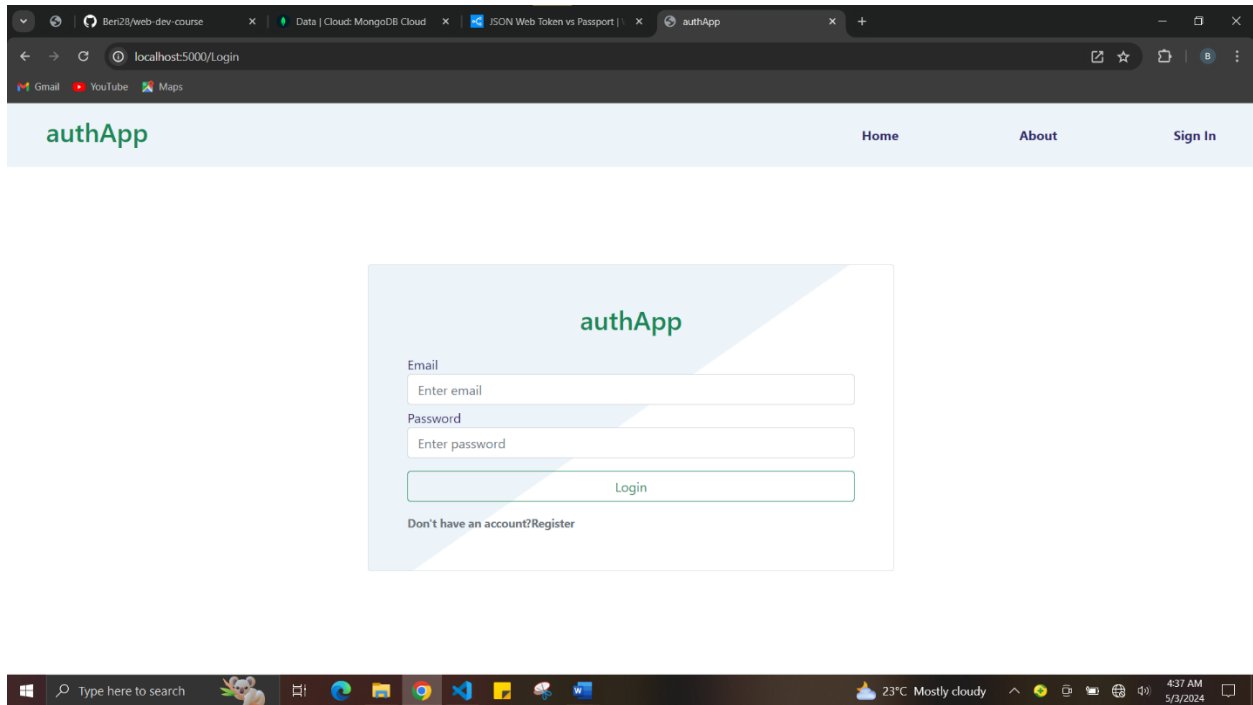 Beri28/web-dev-course
Data | Cloud: MongoDB Cloud
JSON Web Token vs Passport |
authApp
localhost:5000/Login
B
Gmail
YouTube
Maps
authApp
Home
About
Sign In
authApp
Email
Enter email
Password
Enter password
Login
Don't have an account?Register
Type here to search
23°C Mostly cloudy
4:37 AM
5/3/2024